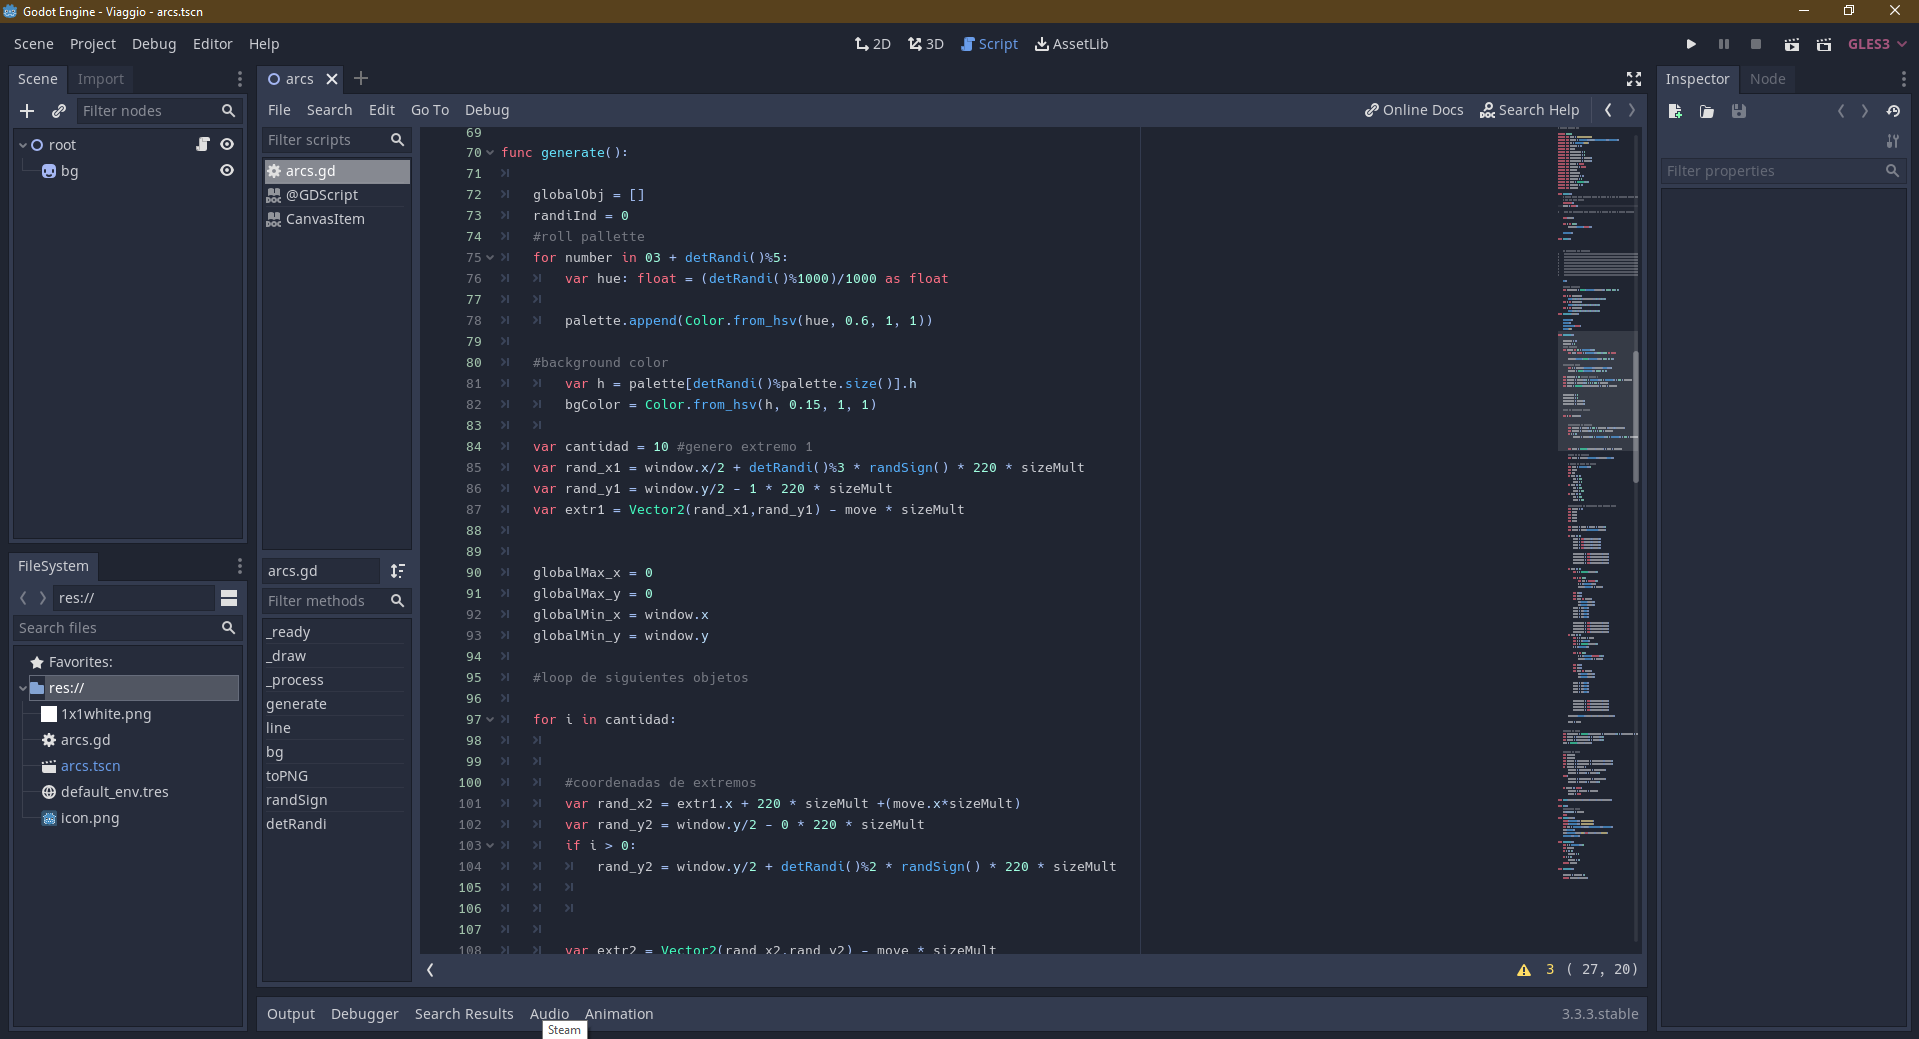 Godot Engine - Viaggio - arcs.tscn
Scene Project Debug Editor Help
2D 3D Script AssetLib
GLES3
Scene Import
Filter nodes
root
bg
FileSystem
res://
Search files
Favorites:
res://
1x1white.png
arcs.gd
arcs.tscn
default_env.tres
icon.png
arcs
File Search Edit Go To Debug
Online Docs Search Help
Filter scripts
arcs.gd
@GDScript
CanvasItem
arcs.gd
Filter methods
_ready
_draw
_process
generate
line
bg
toPNG
randSign
detRandi
69
70 func generate():
71
72 globalObj = []
73 randiInd = 0
74 #roll pallette
75 for number in 03 + detRandi()%5:
76 var hue: float = (detRandi()%1000)/1000 as float
77
78 palette.append(Color.from_hsv(hue, 0.6, 1, 1))
79
80 #background color
81 var h = palette[detRandi()%palette.size()].h
82 bgColor = Color.from_hsv(h, 0.15, 1, 1)
83
84 var cantidad = 10 #genero extremo 1
85 var rand_x1 = window.x/2 + detRandi()%3 * randSign() * 220 * sizeMult
86 var rand_y1 = window.y/2 - 1 * 220 * sizeMult
87 var extr1 = Vector2(rand_x1,rand_y1) - move * sizeMult
88
89
90 globalMax_x = 0
91 globalMax_y = 0
92 globalMin_x = window.x
93 globalMin_y = window.y
94
95 #loop de siguientes objetos
96
97 for i in cantidad:
98
99
100 #coordenadas de extremos
101 var rand_x2 = extr1.x + 220 * sizeMult +(move.x*sizeMult)
102 var rand_y2 = window.y/2 - 0 * 220 * sizeMult
103 if i > 0:
104 rand_y2 = window.y/2 + detRandi()%2 * randSign() * 220 * sizeMult
105
106
107
108 var extr2 = Vector2(rand_x2,rand_y2) - move * sizeMult
3 ( 27, 20)
Output Debugger Search Results Audio Animation
3.3.3.stable
Steam
Inspector Node
Filter properties